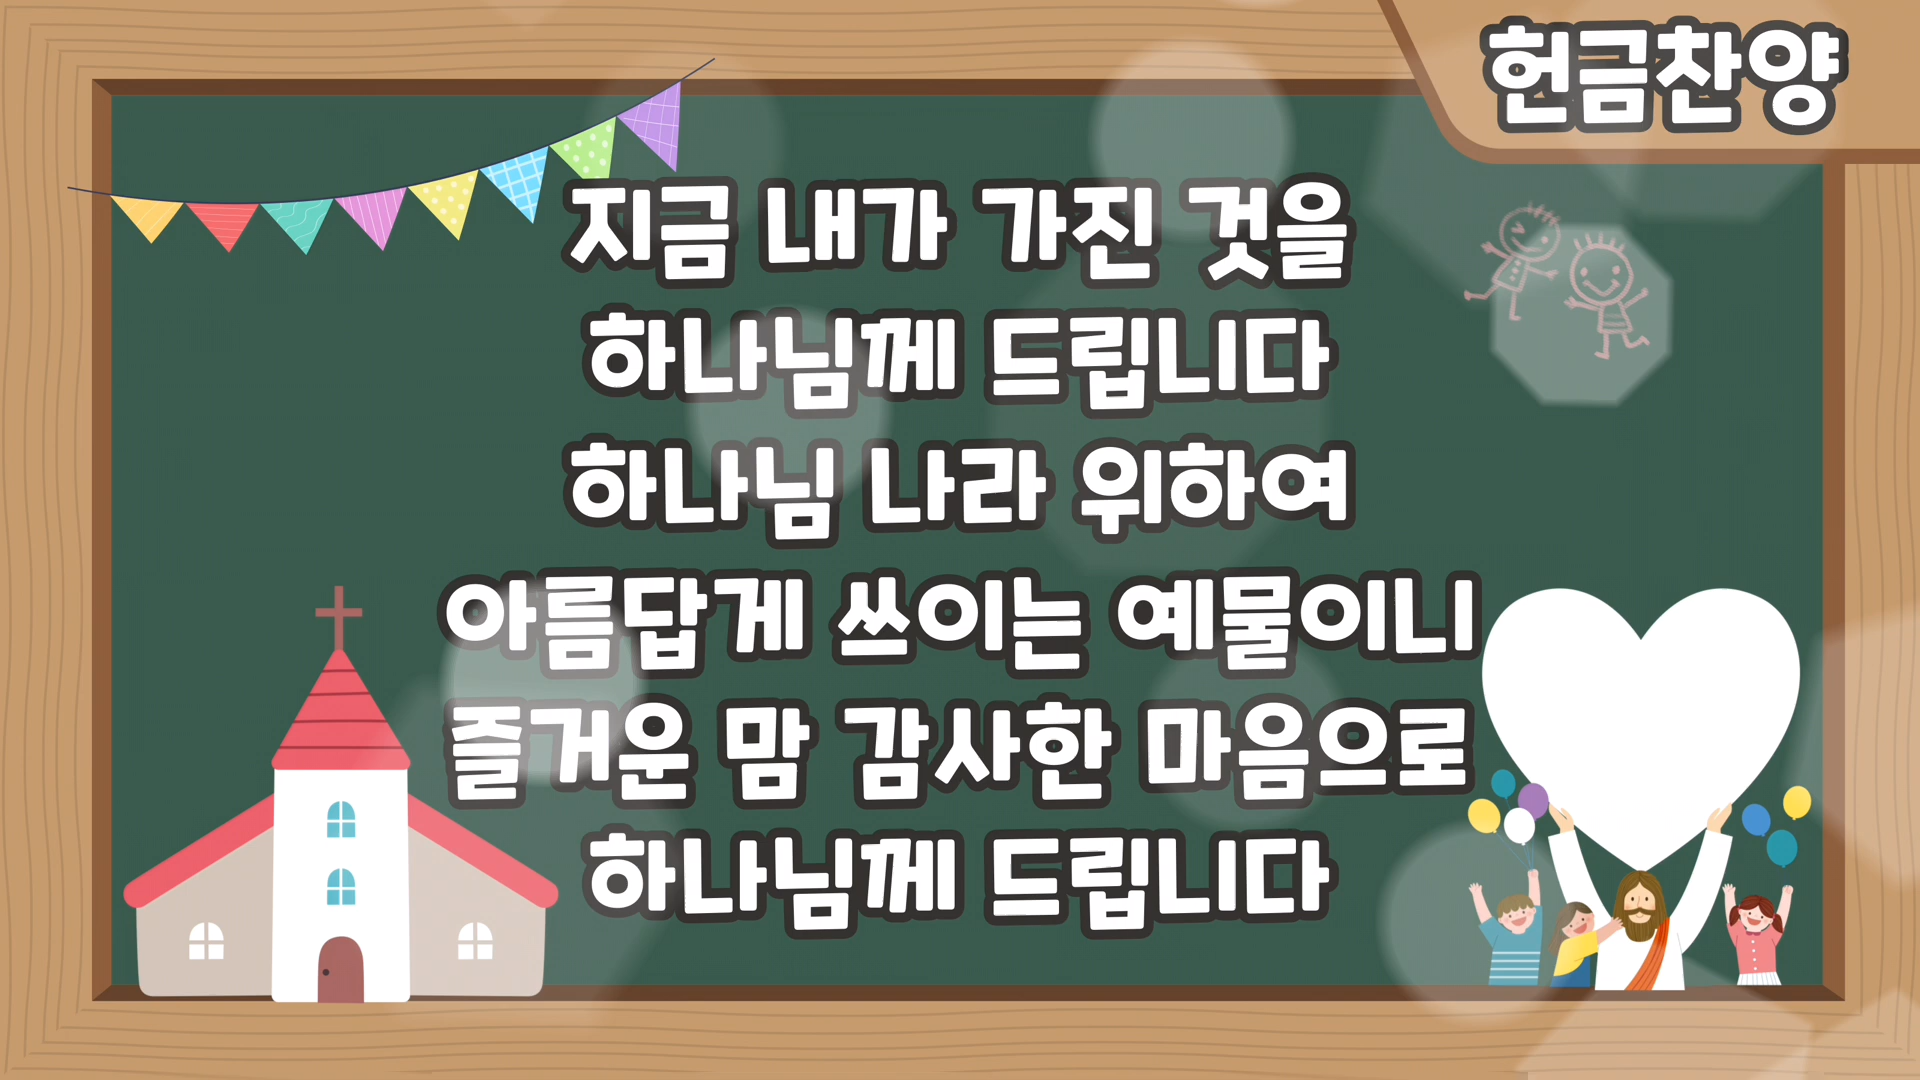 헌금찬양
지금 내가 가진 것을
하나님께 드립니다
하나님 나라 위하여
아름답게 쓰이는 예물이니
즐거운 맘 감사한 마음으로
하나님께 드립니다